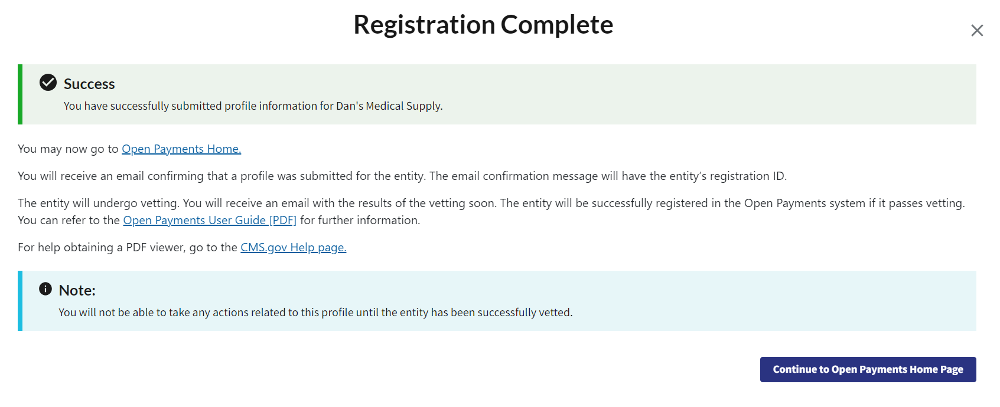 Registration Complete
Success
You have successfully submitted profile information for Dan's Medical Supply.
You may now go to Open Payments Home.
You will receive an email confirming that a profile was submitted for the entity. The email confirmation message will have the entity’s registration ID.
The entity will undergo vetting. You will receive an email with the results of the vetting soon. The entity will be successfully registered in the Open Payments system if it passes vetting.
You can refer to the Open Payments User Guide [PDF] for further information.
For help obtaining a PDF viewer, go to the CMS.gov Help page.
Note:
You will not be able to take any actions related to this profile until the entity has been successfully vetted.
Continue to Open Payments Home Page